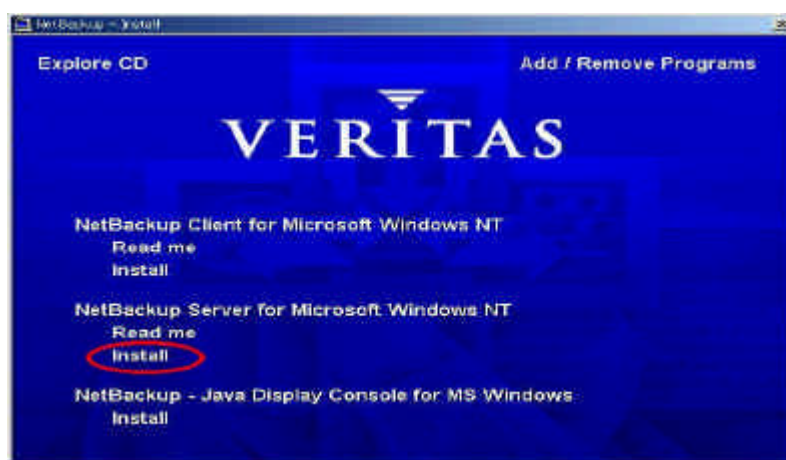 NetBackup - Install
Explore CD
Add / Remove Programs
VERITAS
NetBackup Client for Microsoft Windows NT
Read me
Install
NetBackup Server for Microsoft Windows NT
Read me
Install
NetBackup - Java Display Console for MS Windows
Install